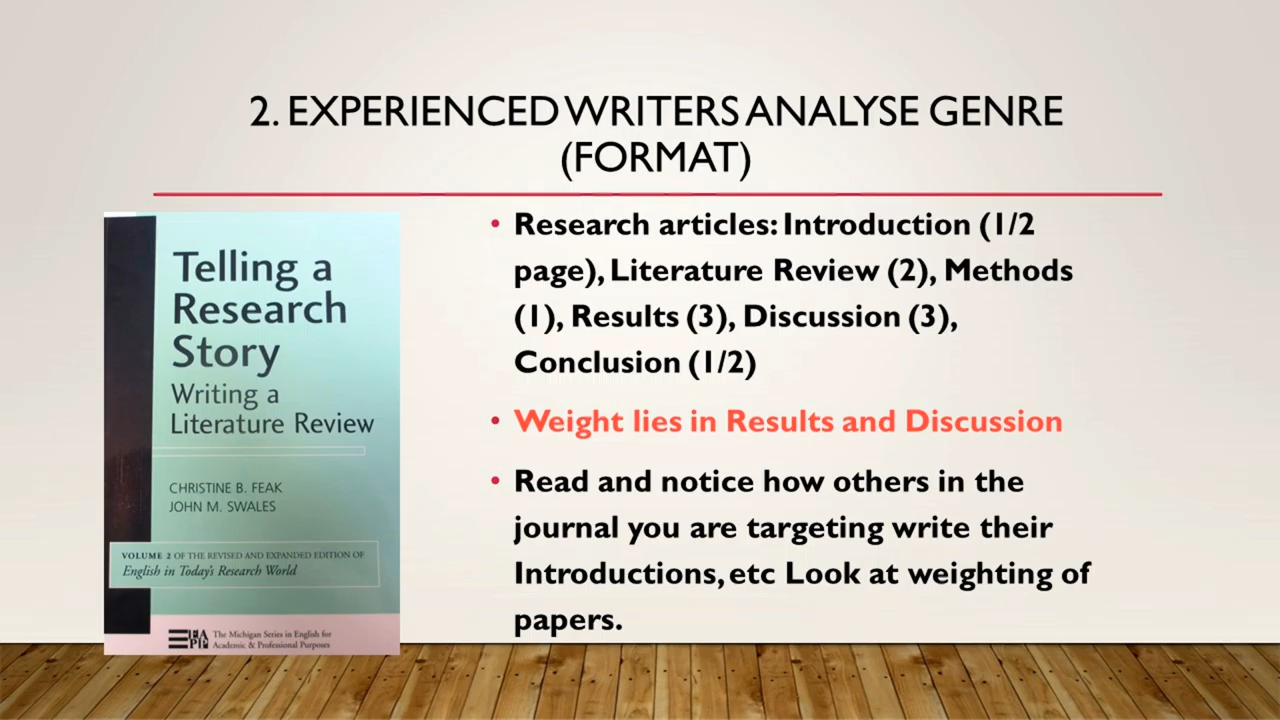 2. EXPERIENCED WRITERS ANALYSE GENRE
(FORMAT)
Telling a
Research
Story
Writing a
Literature Review
CHRISTINE B. FEAK
JOHN M. SWALES
VOLUME 2 OF THE REVISED AND EXPANDED EDITION OF
English in Today's Research World
EAP
PP
The Michigan Series in English for
Academic & Professional Purposes
• Research articles: Introduction (1/2
page), Literature Review (2), Methods
(1), Results (3), Discussion (3),
Conclusion (1/2)
• Weight lies in Results and Discussion
• Read and notice how others in the
journal you are targeting write their
Introductions, etc Look at weighting of
papers.